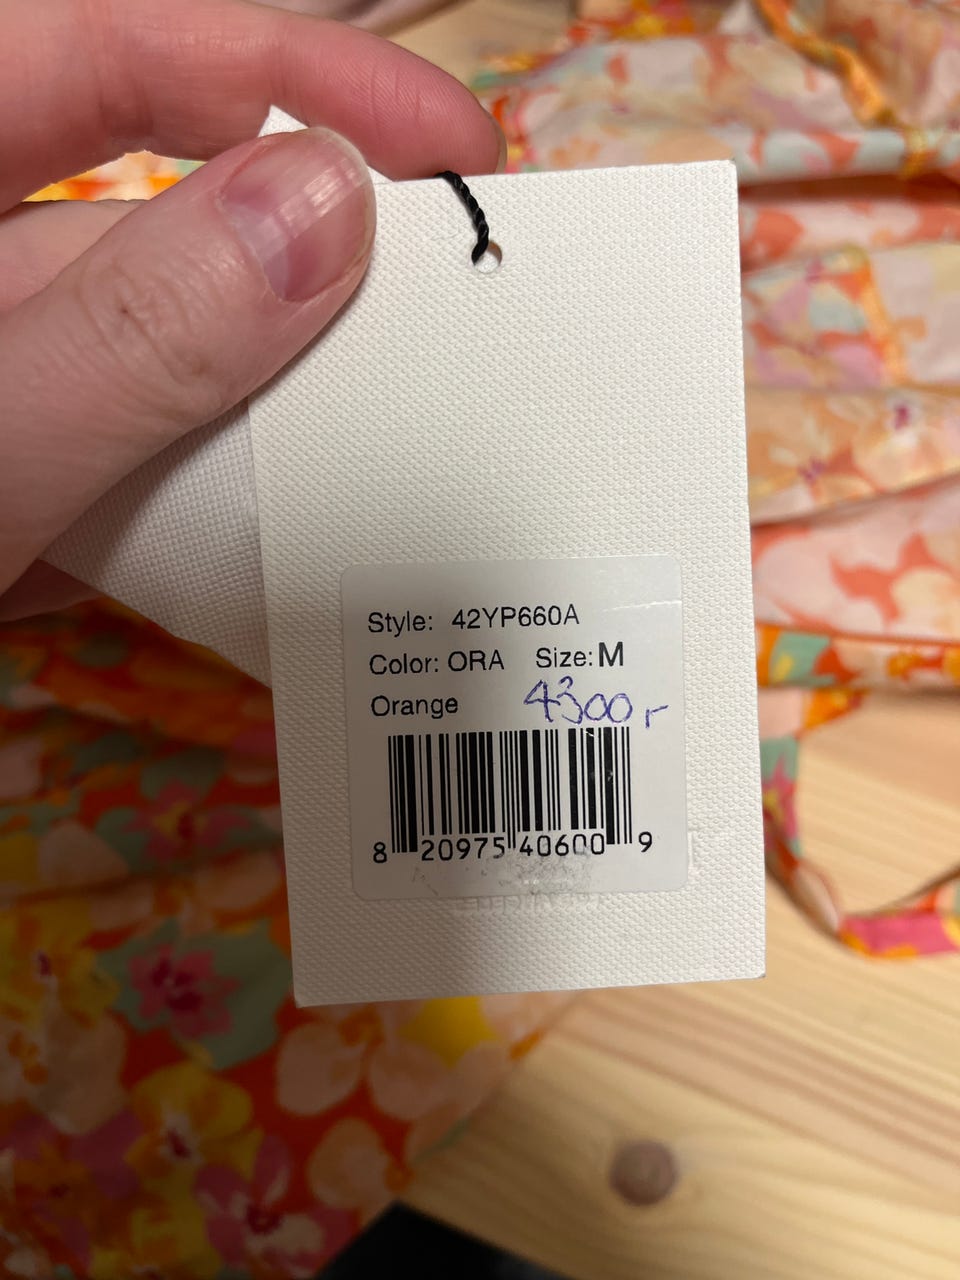 Style: 42YP660A
Color: ORA Size: M
Orange 4300 г
8 20975 40600 9